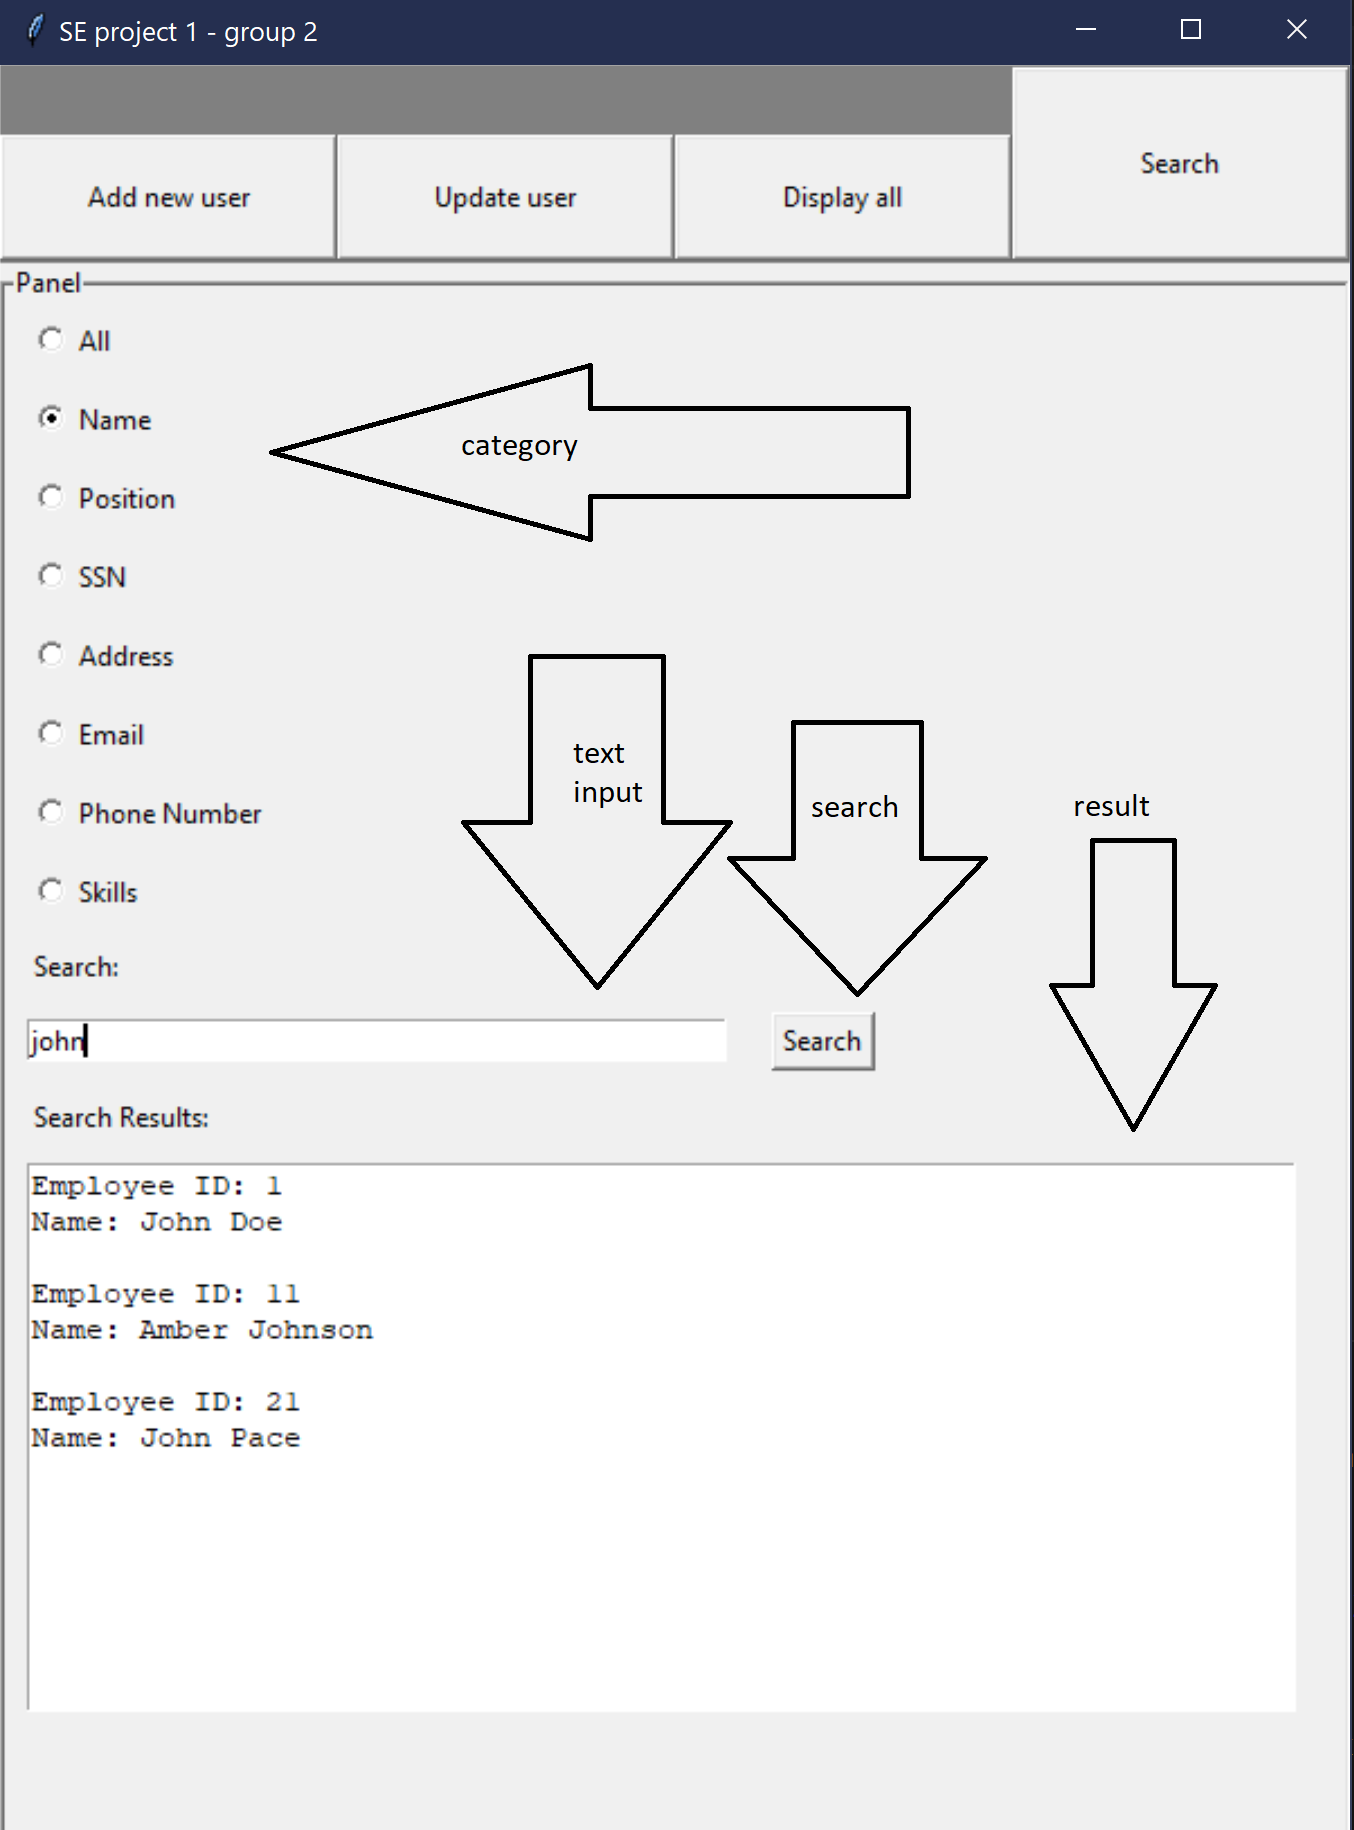 SE project 1 - group 2
Search
Add new user
Update user
Display all
Panel
All
Name
category
Position
SSN
Address
Email
text
input
Phone Number
search
result
Skills
Search:
john
Search
Search Results:
Employee ID: 1
Name: John Doe
Employee ID: 11
Name: Amber Johnson
Employee ID: 21
Name: John Pace